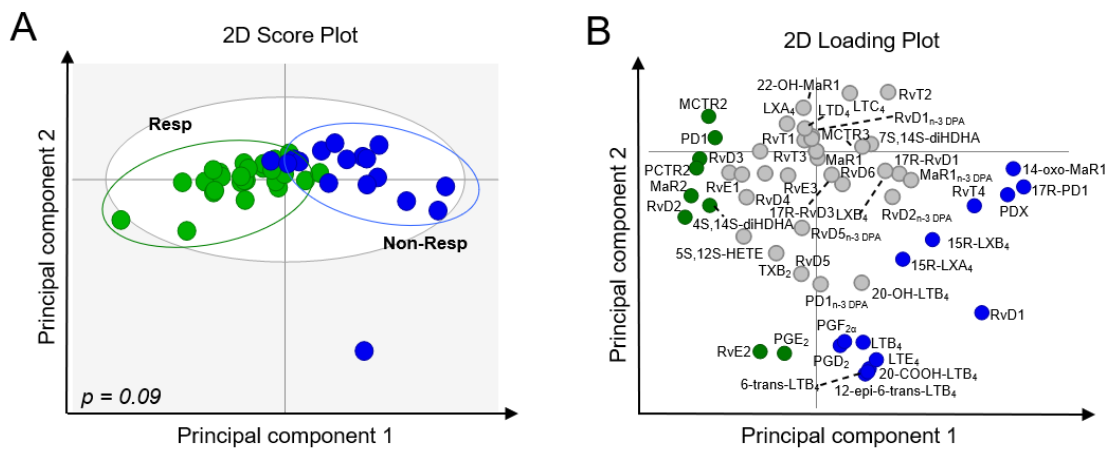 A
2D Score Plot
Principal component 2
Resp
Non-Resp
p = 0.09
Principal component 1
B
2D Loading Plot
Principal component 2
22-OH-MaR1
MCTR2
LXA4
LTD4
LTC4
RvT2
RvD1n-3 DPA
PD1
RvT1
MCTR3
7S,14S-diHDHA
PCTR2
RvD3
RvT3
MaR1
17R-RvD1
14-oxo-MaR1
MaR2
RvE1
RvE3
RvD6
MaR1n-3 DPA
RvT4
17R-PD1
RvD2
RvD4
PDX
4S,14S-diHDHA
17R-RvD3
LXB4
RvD2n-3 DPA
RvD5n-3 DPA
15R-LXB4
5S,12S-HETE
TXB2
RvD5
15R-LXA4
PD1n-3 DPA
20-OH-LTB4
RvD1
PGF2α
RvE2
PGE2
LTB4
PGD2
LTE4
6-trans-LTB4
20-COOH-LTB4
12-epi-6-trans-LTB4
Principal component 1